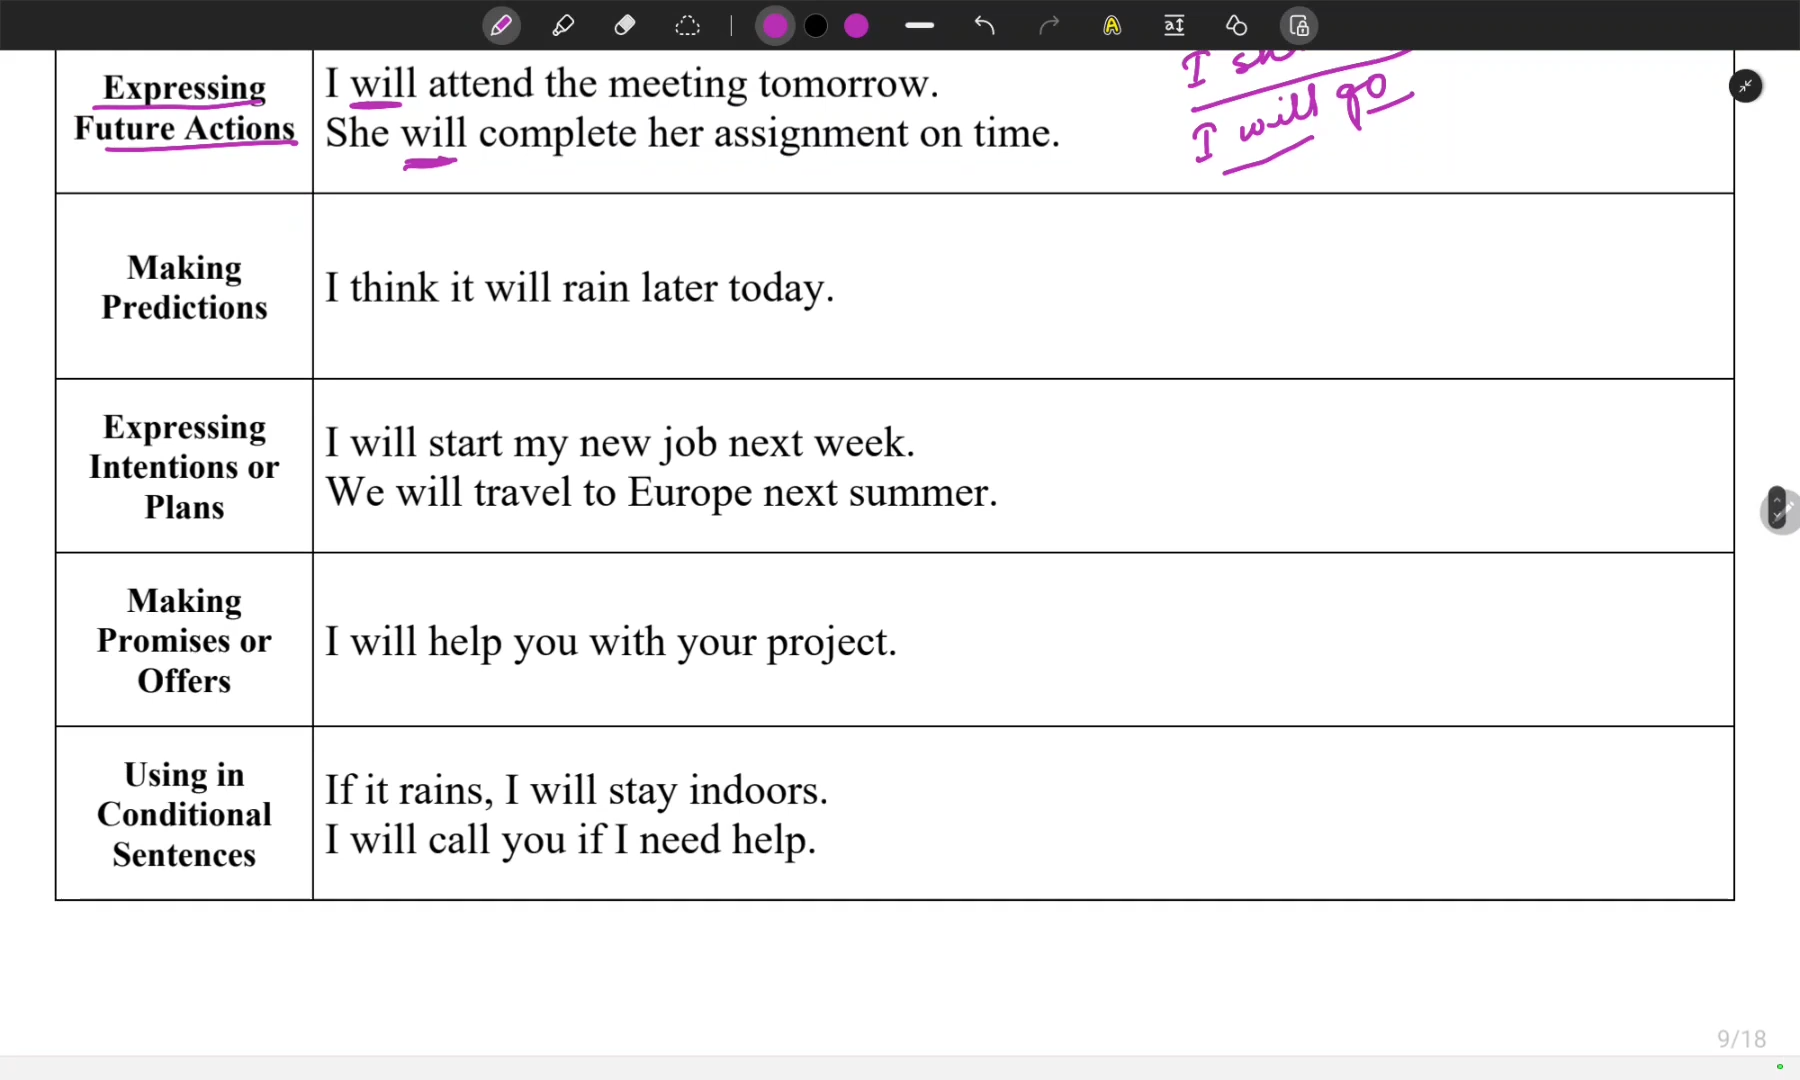 I
I will go
Expressing
Future Actions
I will attend the meeting tomorrow.
She will complete her assignment on time.
Making
Predictions
I think it will rain later today.
Expressing
Intentions or
Plans
I will start my new job next week.
We will travel to Europe next summer.
Making
Promises or
Offers
I will help you with your project.
Using in
Conditional
Sentences
If it rains, I will stay indoors.
I will call you if I need help.
9/18